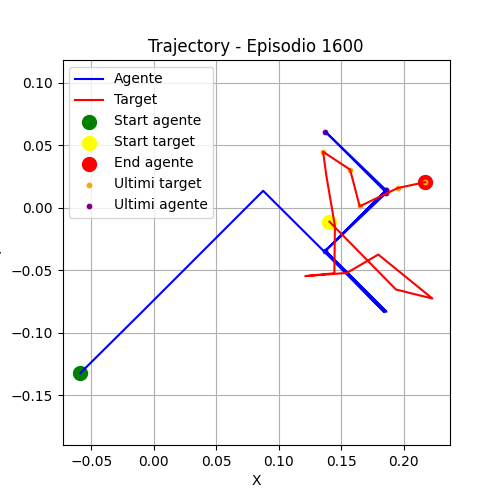 Trajectory - Episodio 1600
Agente
Target
Start agente
Start target
End agente
Ultimi target
Ultimi agente
0.10
0.05
0.00
−0.05
−0.10
−0.15
−0.05
0.00
0.05
0.10
0.15
0.20
X